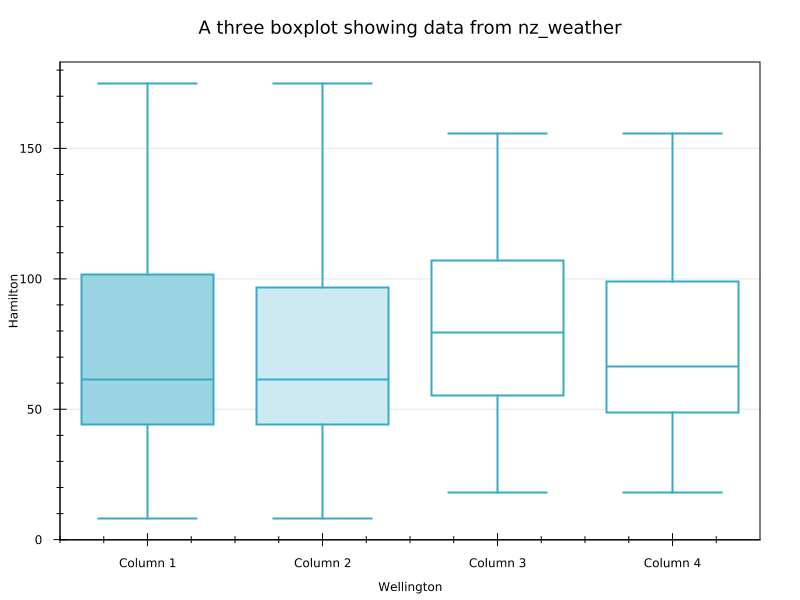 A three boxplot showing data from nz_weather
150
100
50
0
Hamilton
Column 1 Column 2 Column 3 Column 4
Wellington